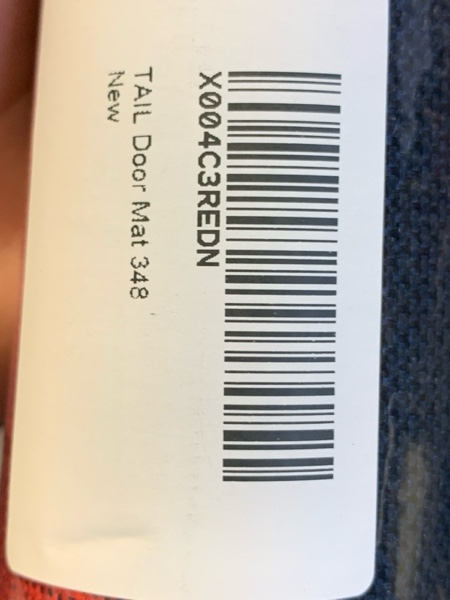 X004C3REDN
TAIL Door Mat 348
New